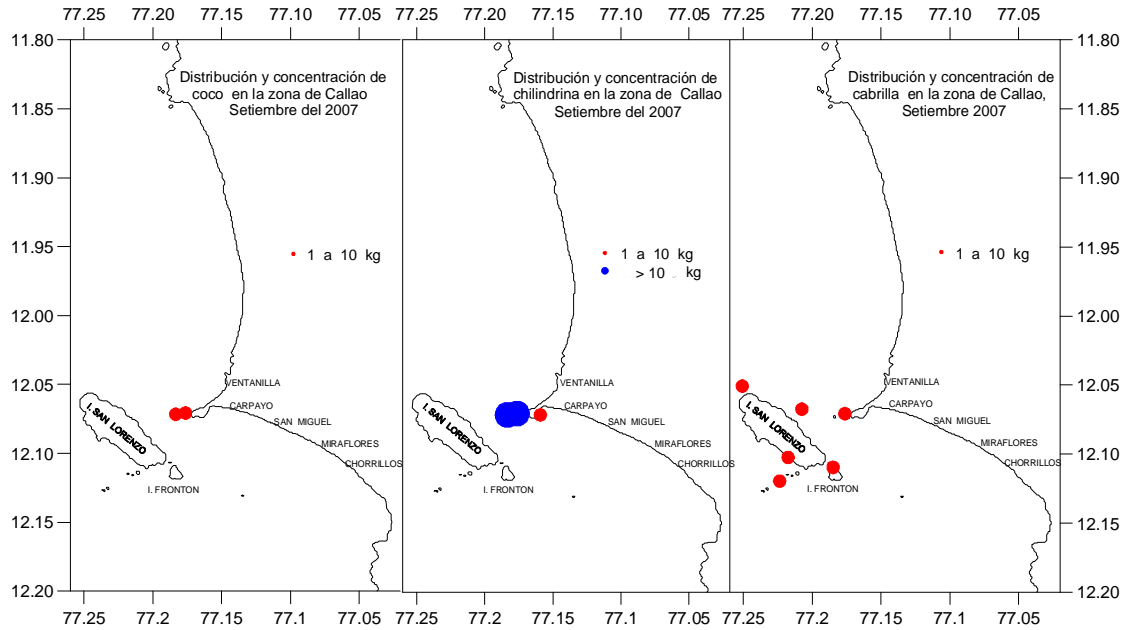 77.25 77.2 77.15 77.10 77.05 77.25 77.2 77.15 77.10 77.05 77.25 77.2 77.15 77.1 77.05
11.80
11.85
11.90
11.95
12.00
12.05
12.10
12.15
12.20
Distribución y concentración de
coco en la zona de Callao
Setiembre del 2007
1 a 10 kg
VENTANILLA
CARPAYO
SAN MIGUEL
MIRAFLORES
CHORRILLOS
I. SAN LORENZO
I. FRONTON
Distribución y concentración de
chilindrina en la zona de Callao
Setiembre del 2007
1 a 10 kg
> 10 kg
VENTANILLA
CARPAYO
SAN MIGUEL
MIRAFLORES
CHORRILLOS
I. SAN LORENZO
I. FRONTON
Distribución y concentración de
cabrilla en la zona de Callao,
Setiembre 2007
1 a 10 kg
VENTANILLA
CARPAYO
SAN MIGUEL
MIRAFLORES
CHORRILLOS
I. SAN LORENZO
I. FRONTON
11.80
11.85
11.90
11.95
12.00
12.05
12.10
12.15
12.20
77.25 77.2 77.15 77.10 77.05 77.25 77.2 77.15 77.10 77.05 77.25 77.2 77.15 77.1 77.05